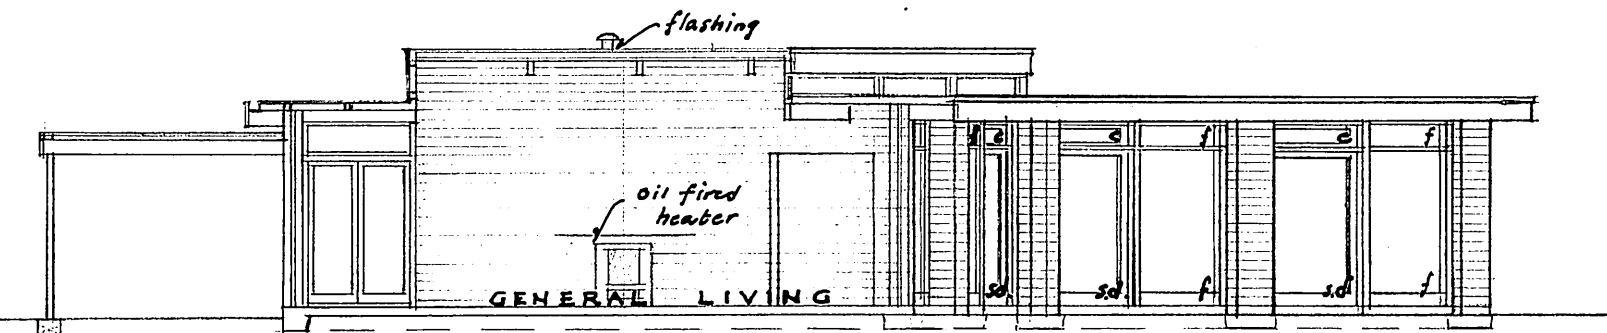 flashing
oil fired
heater
GENERAL LIVING
f c
c f
c f
s.d.
s.d. f
s.d. f